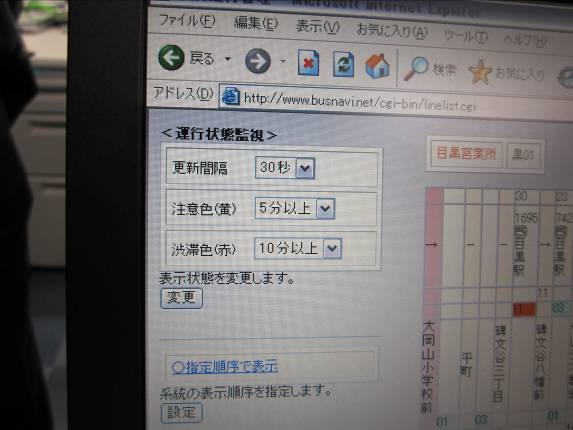 Microsoft Internet Explorer
ファイル(F) 編集(E) 表示(V) お気に入り(A) ツール(T) ヘルプ(H)
戻る 検索 お気に入り
アドレス(D) http://www.busnavi.net/cgi-bin/linelist.cgi
＜運行状態監視＞
更新間隔 30秒
注意色(黄) 5分以上
渋滞色(赤) 10分以上
表示状態を変更します。
変更
○指定順序で表示
系統の表示順序を指定します。
設定
目黒営業所 黒01
30 20
1695 742
目黒駅 目黒駅
→ － － → →
11
11 03
大岡山小学校前
平町
碑文谷三丁目
碑文谷八幡前
01 03 01